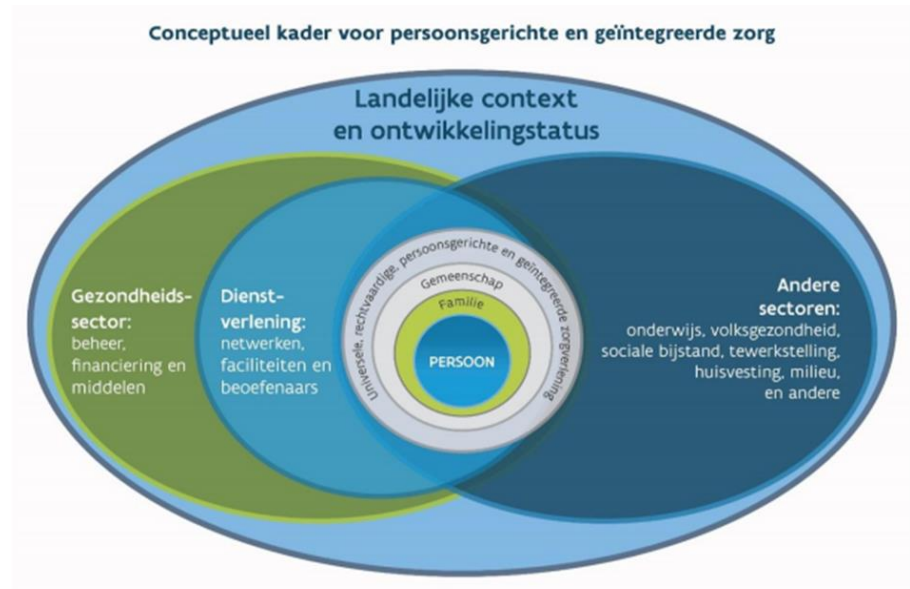 Conceptueel kader voor persoonsgerichte en geïntegreerde zorg
Landelijke context
en ontwikkelingstatus
Gezondheids-
sector:
beheer,
financiering en
middelen
Dienst-
verlening:
netwerken,
faciliteiten en
beoefenaars
Universele, rechtvaardige, persoonsgerichte en geïntegreerde zorgverlening
Gemeenschap
Familie
PERSOON
Andere
sectoren:
onderwijs, volksgezondheid,
sociale bijstand, tewerkstelling,
huisvesting, milieu,
en andere